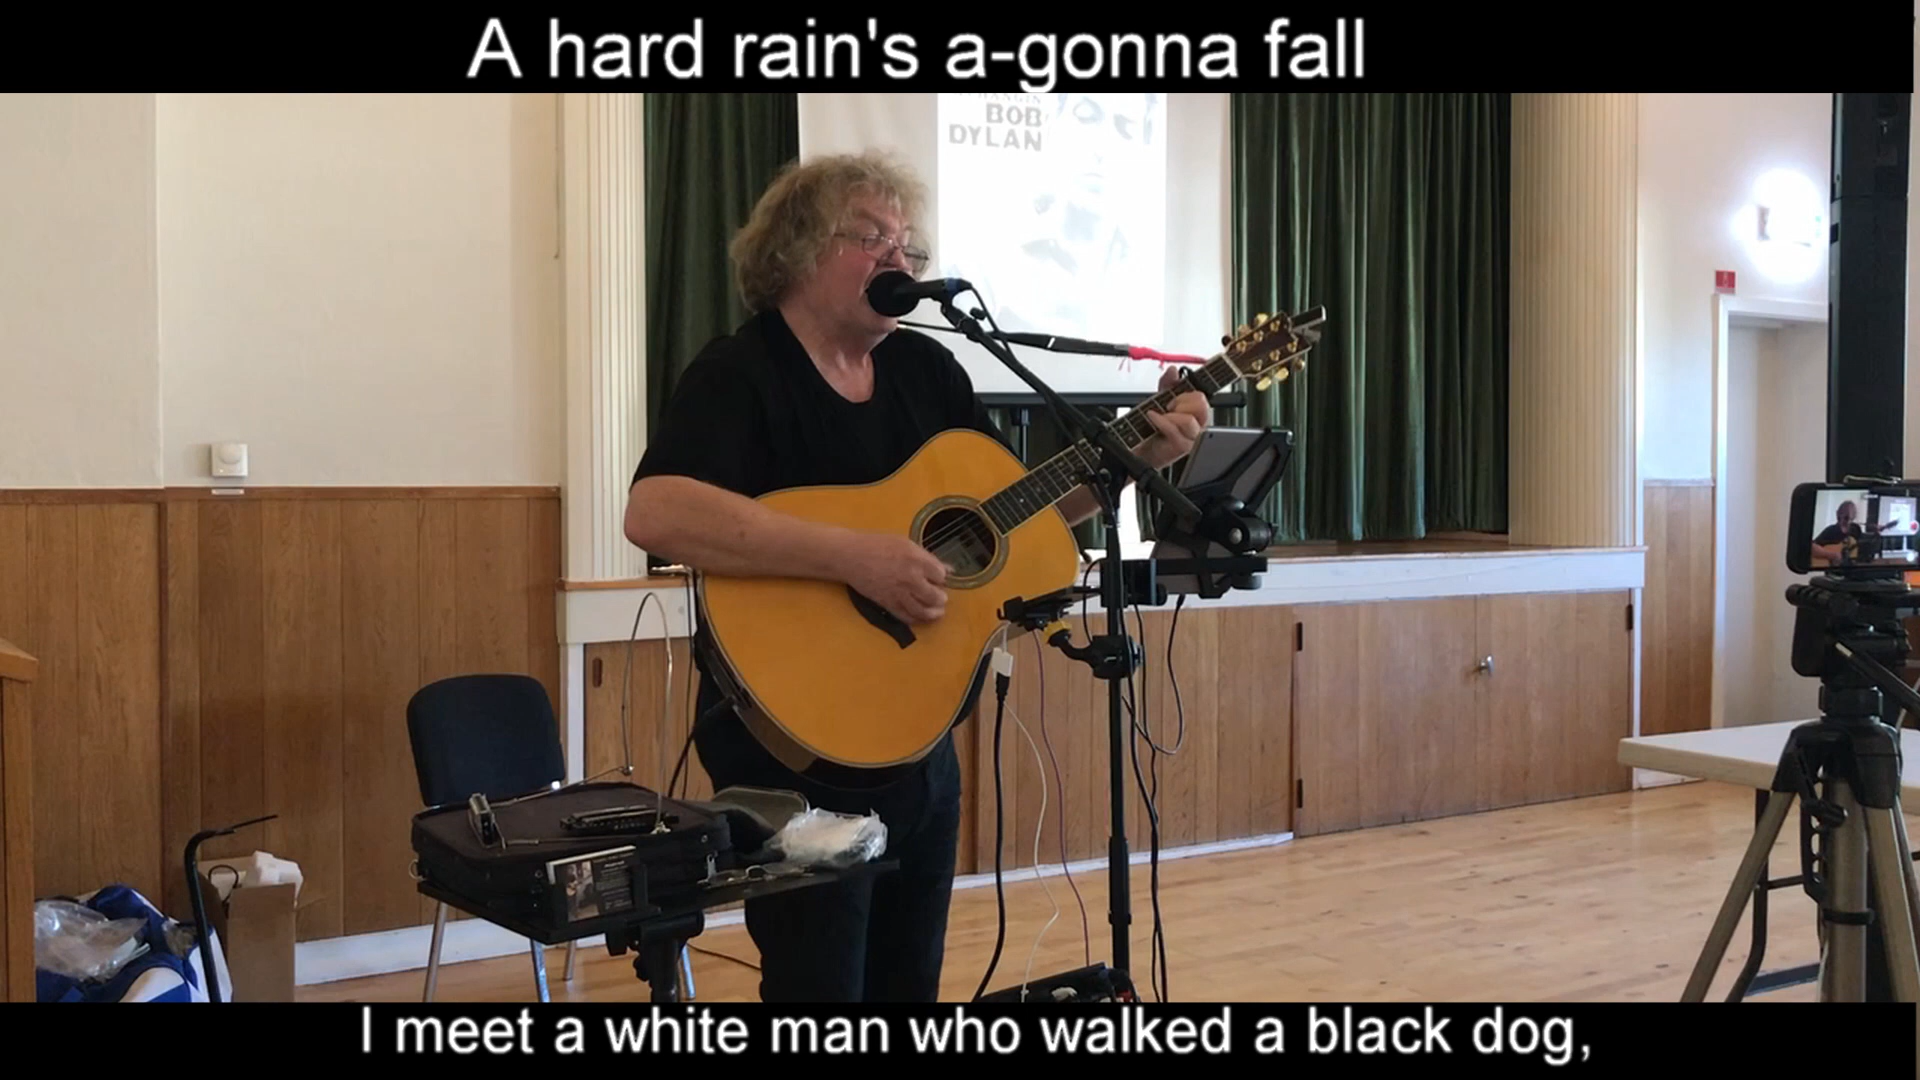 A hard rain's a-gonna fall
BOB
DYLAN
I meet a white man who walked a black dog,